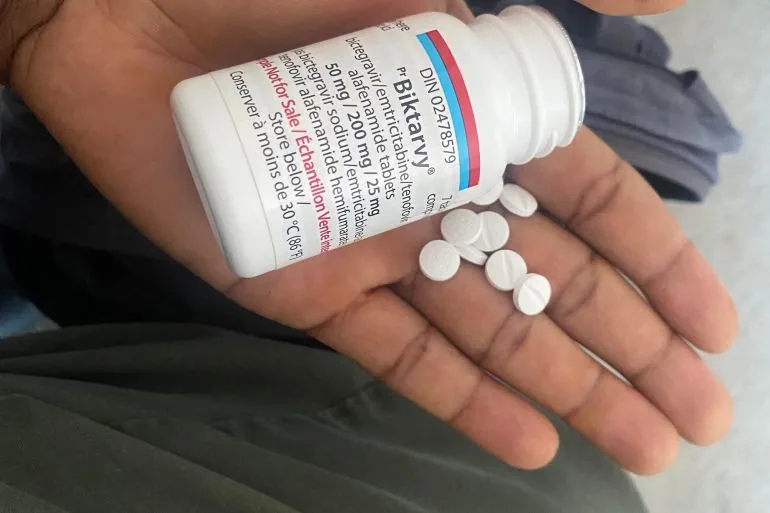 DIN 02478579
Pr Biktarvy®
bictegravir/emtricitabine/tenofovir
alafenamide tablets
50 mg / 200 mg / 25 mg
bictegravir sodium/emtricitabine
tenofovir alafenamide hemifumarate
Not for Sale / Échantillon Vente
Store below /
Conserver à moins de 30 °C (86 °F)